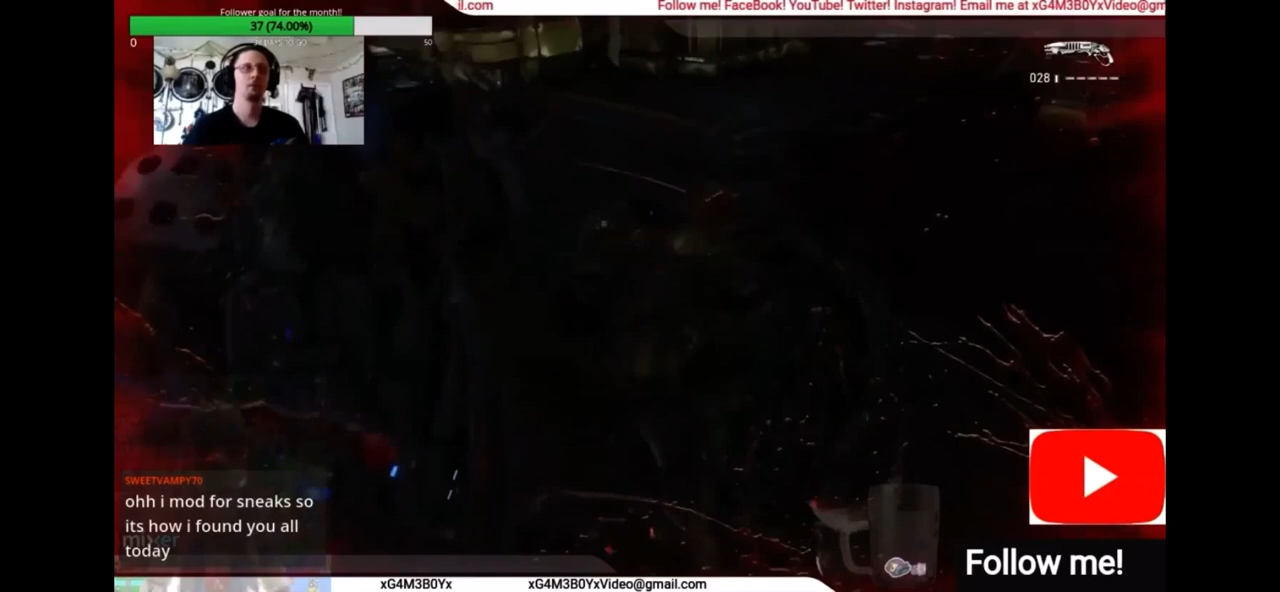 il.com
Follow me! FaceBook! YouTube! Twitter! Instagram! Email me at xG4M3B0YxVideo@gm
Follower goal for the month!!
37 (74.00%)
0
50
028
SWEETVAMPY70
ohh i mod for sneaks so
its how i found you all
today
mixer
Follow me!
xG4M3B0Yx
xG4M3B0YxVideo@gmail.com